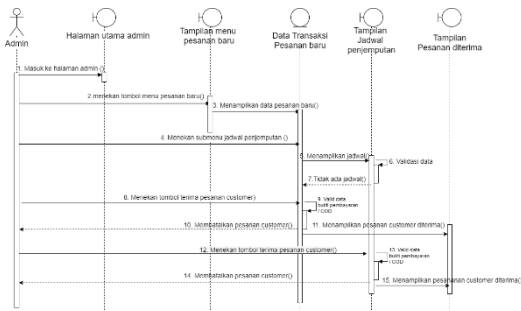 Admin
Halaman utama admin
Tampilan menu
pesanan baru
Data Transaksi
Pesanan baru
Tampilan
Jadwal
penjemputan
Tampilan
Pesanan diterima
1. Masuk ke halaman admin ()
2 menekan tombol menu pesanan baru()
3. Menampilkan data pesanan baru()
4. Menekan submenu jadwal penjemputan ()
5. Menampilkan jadwal()
6. Validasi data
7.Tidak ada jadwal()
8. Menekan tombol terima pesanan customer()
9. Valid data
bukti pembayaran
/ COD
10. Membatalkan pesanan customer()
11. Menampilkan pesanan customer diterima()
12. Menekan tombol terima pesanan customer()
13. Valid data
bukti pembayaran
/ COD
14. Membatalkan pesanan customer()
15. Menampilkan pesananan customer diterima()